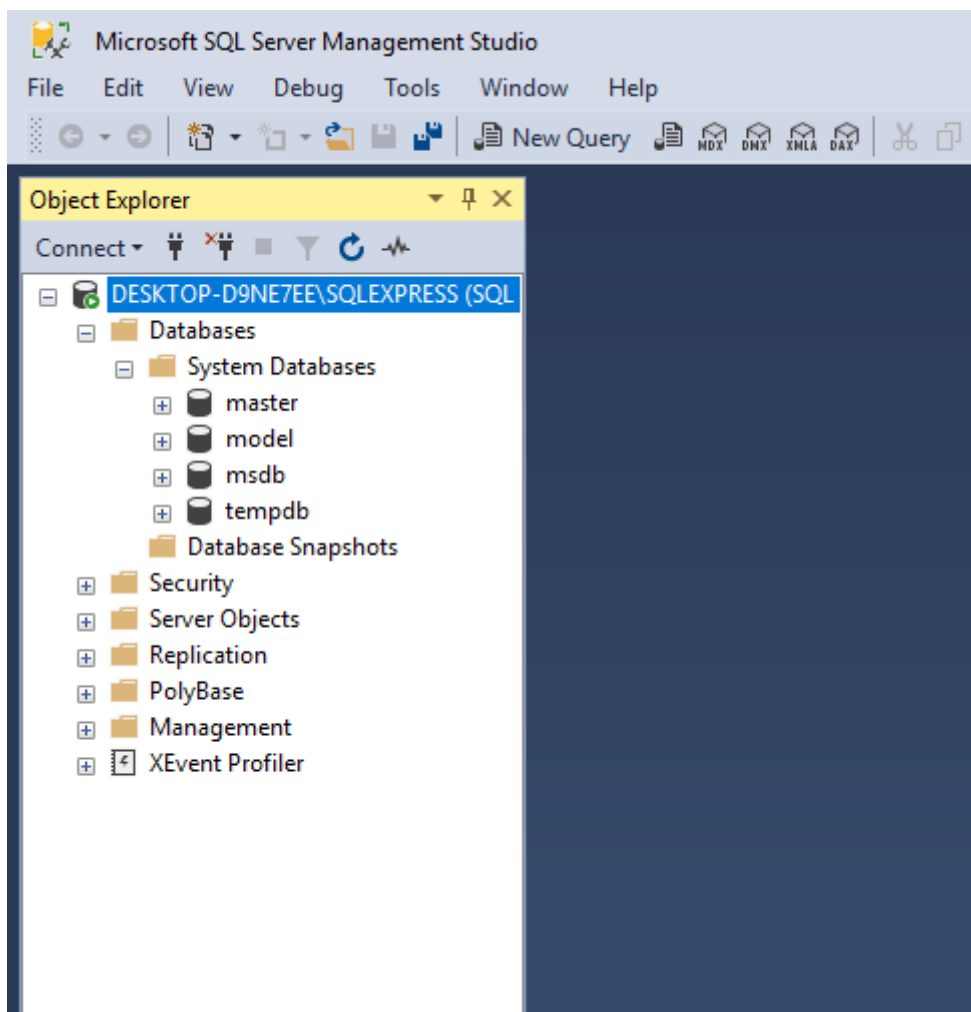 Microsoft SQL Server Management Studio
File Edit View Debug Tools Window Help
New Query MDX DMX XMLA DAX
Object Explorer
Connect
DESKTOP-D9NE7EE\SQLEXPRESS (SQL
Databases
System Databases
master
model
msdb
tempdb
Database Snapshots
Security
Server Objects
Replication
PolyBase
Management
XEvent Profiler